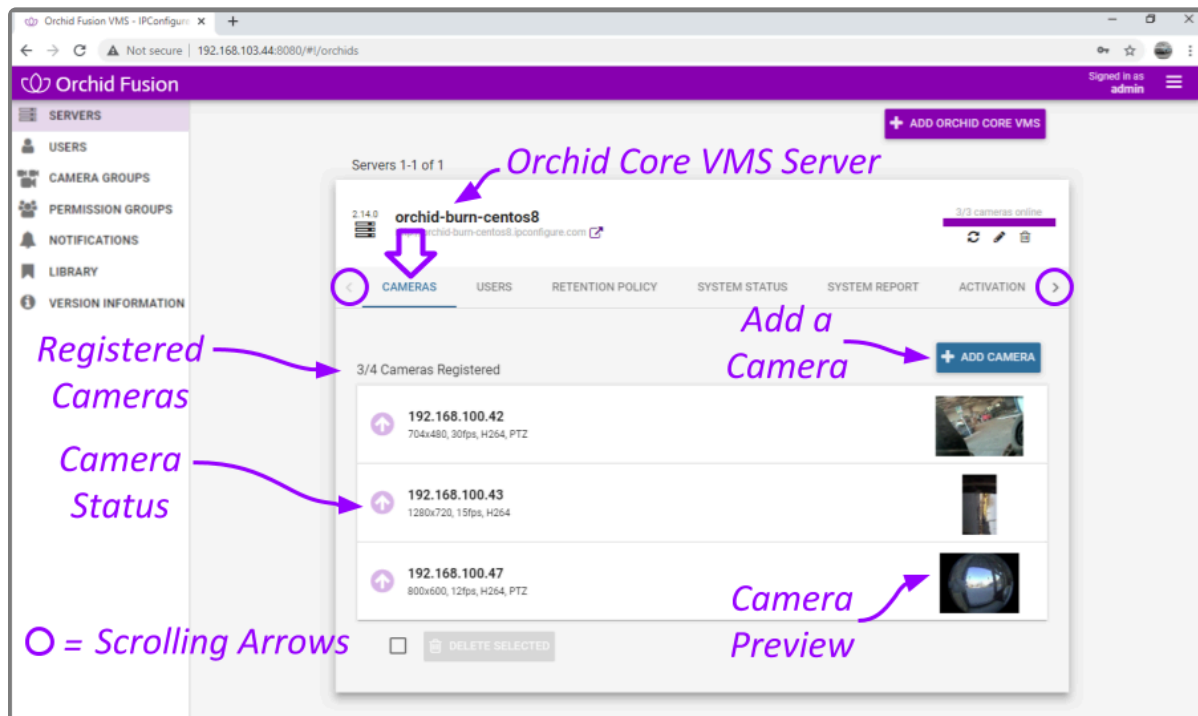 Orchid Fusion VMS - IPConfigure
Not secure | 192.168.103.44:8080/#!/orchids
Orchid Fusion
Signed in as
admin
SERVERS
USERS
CAMERA GROUPS
PERMISSION GROUPS
NOTIFICATIONS
LIBRARY
VERSION INFORMATION
ADD ORCHID CORE VMS
Servers 1-1 of 1
Orchid Core VMS Server
2.14.0
orchid-burn-centos8
orchid-burn-centos8.ipconfigure.com
3/3 cameras online
CAMERAS
USERS
RETENTION POLICY
SYSTEM STATUS
SYSTEM REPORT
ACTIVATION
Registered
Cameras
Add a
Camera
ADD CAMERA
3/4 Cameras Registered
192.168.100.42
704x480, 30fps, H264, PTZ
Camera
Status
192.168.100.43
1280x720, 15fps, H264
192.168.100.47
800x600, 12fps, H264, PTZ
Camera
Preview
O = Scrolling Arrows
DELETE SELECTED